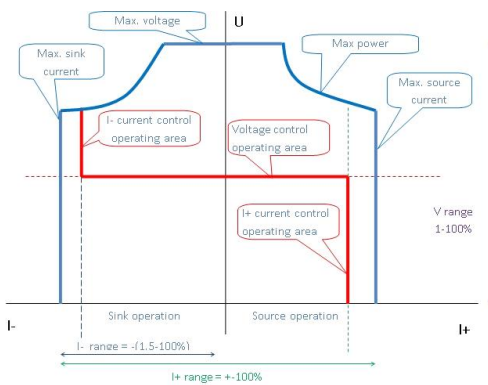 Max. voltage
U
Max. sink
current
Max power
Max. source
current
I- current control
operating area
Voltage control
operating area
I+ current control
operating area
V range
1-100%
Sink operation
Source operation
I-
I+
I- range = -(1.5-100%)
I+ range = +-100%